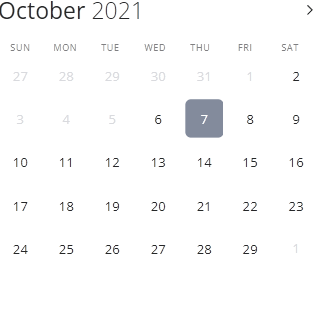 October 2021
SUN MON TUE WED THU FRI SAT
27 28 29 30 31 1 2
3 4 5 6 7 8 9
10 11 12 13 14 15 16
17 18 19 20 21 22 23
24 25 26 27 28 29 1